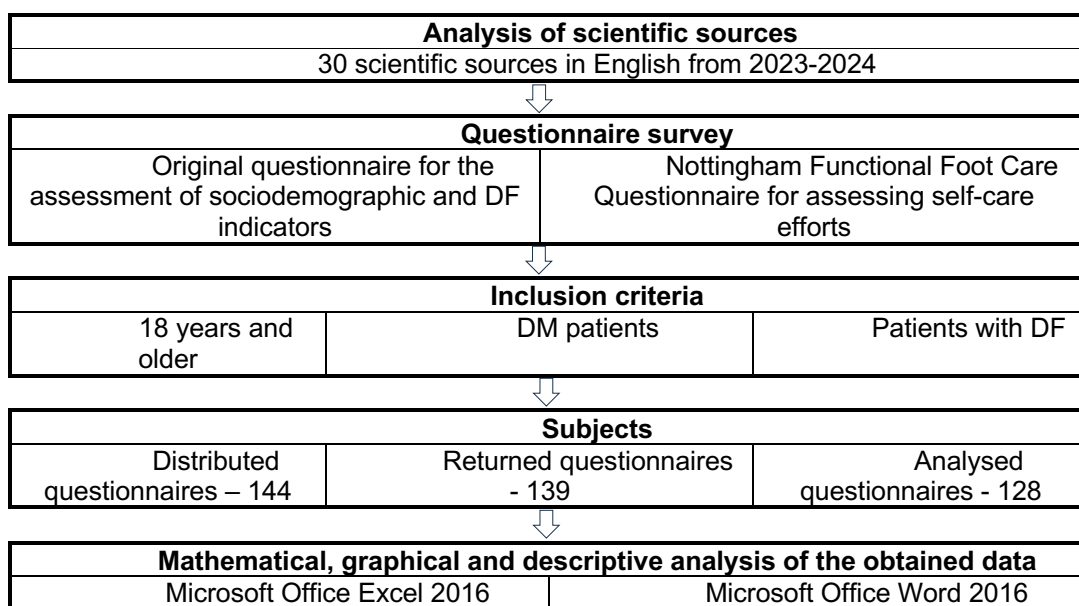 Analysis of scientific sources
30 scientific sources in English from 2023-2024
Questionnaire survey
Original questionnaire for the
assessment of sociodemographic and DF
indicators
Nottingham Functional Foot Care
Questionnaire for assessing self-care
efforts
Inclusion criteria
18 years and
older
DM patients
Patients with DF
Subjects
Distributed
questionnaires – 144
Returned questionnaires
- 139
Analysed
questionnaires - 128
Mathematical, graphical and descriptive analysis of the obtained data
Microsoft Office Excel 2016
Microsoft Office Word 2016